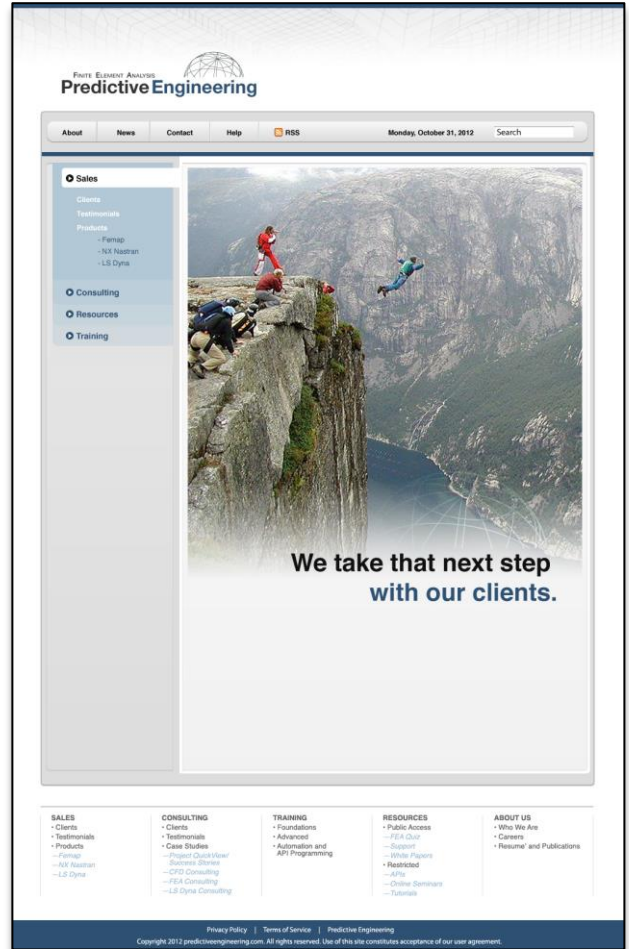 FINITE ELEMENT ANALYSIS
Predictive Engineering
About News Contact Help RSS Monday, October 31, 2012 Search
Sales
Clients
Testimonials
Products
- Femap
- NX Nastran
- LS Dyna
Consulting
Resources
Training
We take that next step
with our clients.
SALES
• Clients
• Testimonials
• Products
—Femap
—NX Nastran
—LS Dyna
CONSULTING
• Clients
• Testimonials
• Case Studies
—Project QuickView/
Success Stories
—CFD Consulting
—FEA Consulting
—LS Dyna Consulting
TRAINING
• Foundations
• Advanced
• Automation and
API Programming
RESOURCES
• Public Access
—FEA Quiz
—Support
—White Papers
• Restricted
—APIs
—Online Seminars
—Tutorials
ABOUT US
• Who We Are
• Careers
• Resume' and Publications
Privacy Policy | Terms of Service | Predictive Engineering
Copyright 2012 predictiveengineering.com. All rights reserved. Use of this site constitutes acceptance of our user agreement.